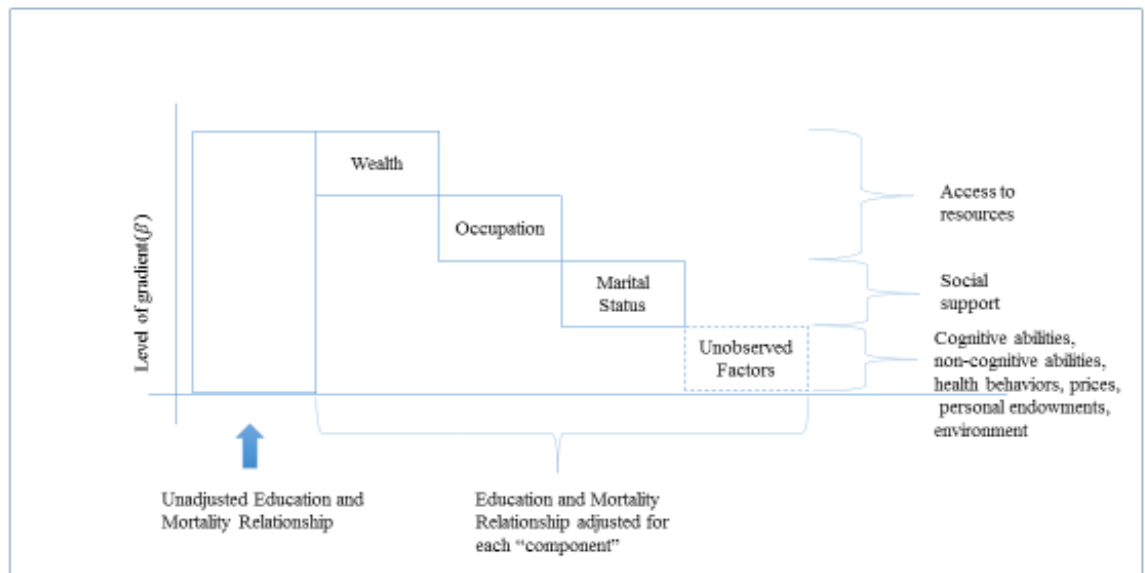 Level of gradient(β)
Wealth
Occupation
Marital
Status
Unobserved
Factors
Access to
resources
Social
support
Cognitive abilities,
non-cognitive abilities,
health behaviors, prices,
personal endowments,
environment
Unadjusted Education and
Mortality Relationship
Education and Mortality
Relationship adjusted for
each “component”